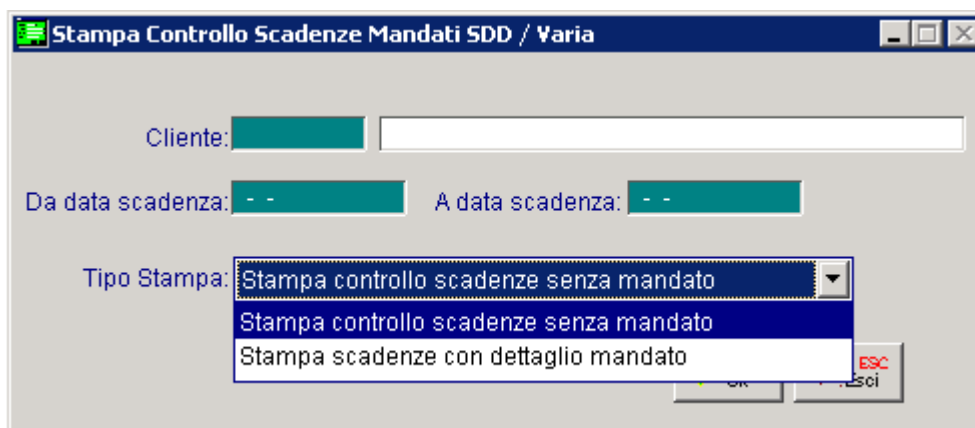 Stampa Controllo Scadenze Mandati SDD / Varia
Cliente:
Da data scadenza: - - A data scadenza: - -
Tipo Stampa: Stampa controllo scadenze senza mandato
Stampa controllo scadenze senza mandato
Stampa scadenze con dettaglio mandato
ESC
Esci